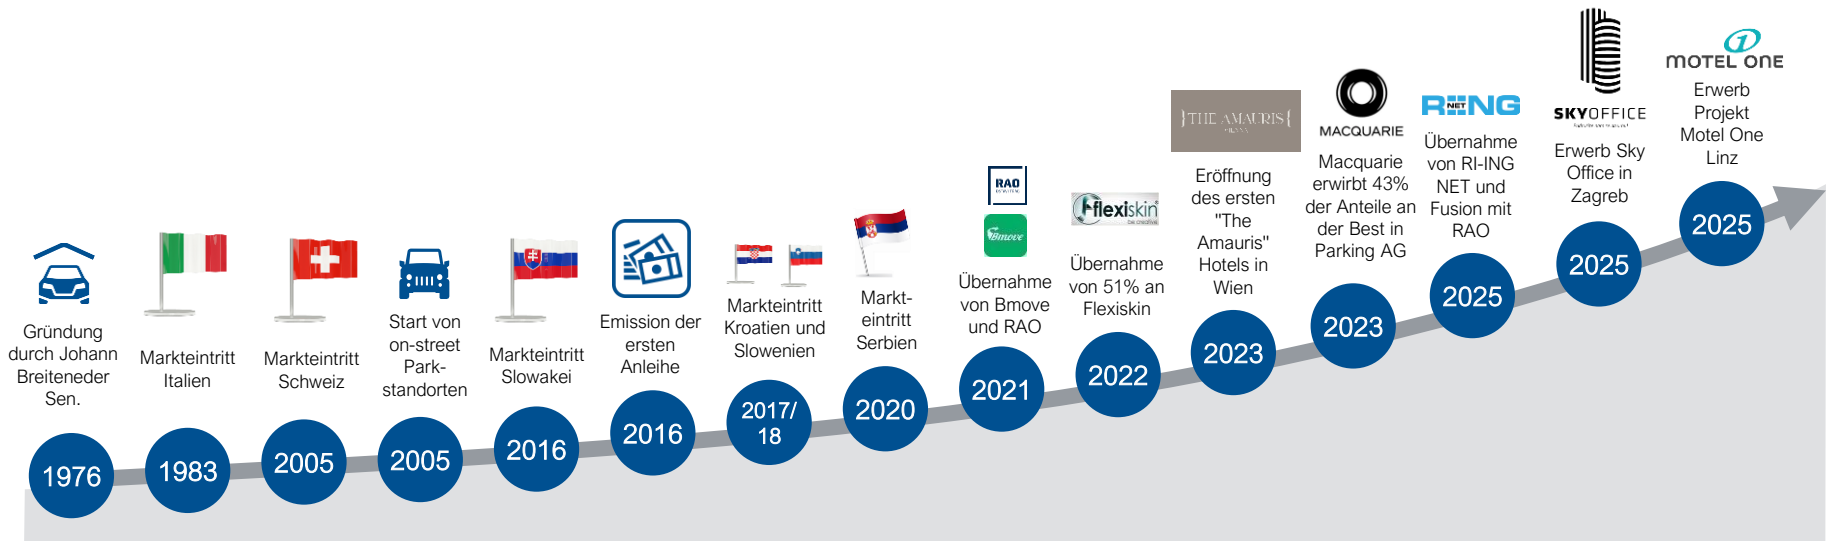 Gründung
durch Johann
Breiteneder
Sen.
1976
Markteintritt
Italien
1983
Markteintritt
Schweiz
2005
Start von
on-street
Park-
standorten
2005
Markteintritt
Slowakei
2016
Emission der
ersten
Anleihe
2016
Markteintritt
Kroatien und
Slowenien
2017/
18
Markt-
eintritt
Serbien
2020
RAO
Bmove
Übernahme
von Bmove
und RAO
2021
flexiskin
be creative
Übernahme
von 51% an
Flexiskin
2022
THE AMAURIS
VIENNA
Eröffnung
des ersten
"The
Amauris"
Hotels in
Wien
2023
MACQUARIE
Macquarie
erwirbt 43%
der Anteile an
der Best in
Parking AG
2023
RIING
NET
Übernahme
von RI-ING
NET und
Fusion mit
RAO
2025
SKYOFFICE
Erwerb Sky
Office in
Zagreb
2025
MOTEL ONE
Erwerb
Projekt
Motel One
Linz
2025